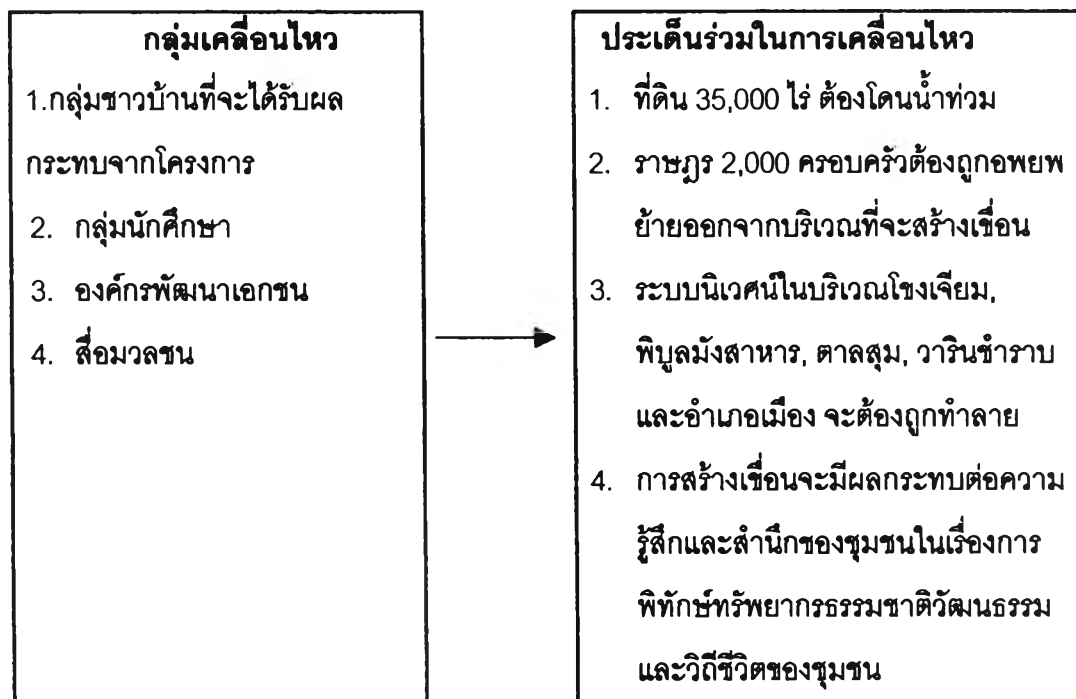 กลุ่มเคลื่อนไหว
1.กลุ่มชาวบ้านที่จะได้รับผล
กระทบจากโครงการ
2. กลุ่มนักศึกษา
3. องค์กรพัฒนาเอกชน
4. สื่อมวลชน
ประเด็นร่วมในการเคลื่อนไหว
1. ที่ดิน 35,000 ไร่ ต้องโดนน้ำท่วม
2. ราษฎร 2,000 ครอบครัวต้องถูกอพยพ
ย้ายออกจากบริเวณที่จะสร้างเขื่อน
3. ระบบนิเวศน์ในบริเวณโขงเจียม,
พิบูลมังสาหาร, ตาลสุม, วารินชำราบ
และอำเภอเมือง จะต้องถูกทำลาย
4. การสร้างเขื่อนจะมีผลกระทบต่อความ
รู้สึกและสำนึกของชุมชนในเรื่องการ
พิทักษ์ทรัพยากรธรรมชาติวัฒนธรรม
และวิถีชีวิตของชุมชน